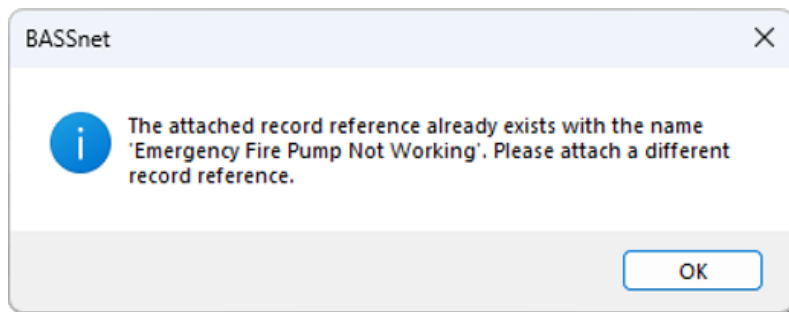 BASSnet
The attached record reference already exists with the name
'Emergency Fire Pump Not Working'. Please attach a different
record reference.
OK